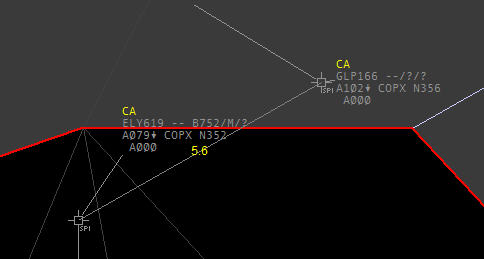 CA
GLP166 --/?/?
A102↓ COPX N356
A000
SPI
CA
ELY619 -- B752/M/?
A079↓ COPX N352
A000
5.6
SPI